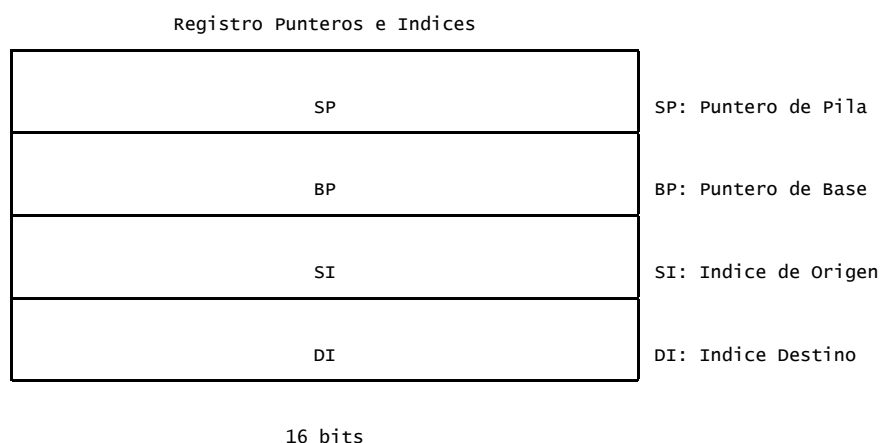 Registro Punteros e Indices
SP SP: Puntero de Pila
BP BP: Puntero de Base
SI SI: Indice de Origen
DI DI: Indice Destino
16 bits